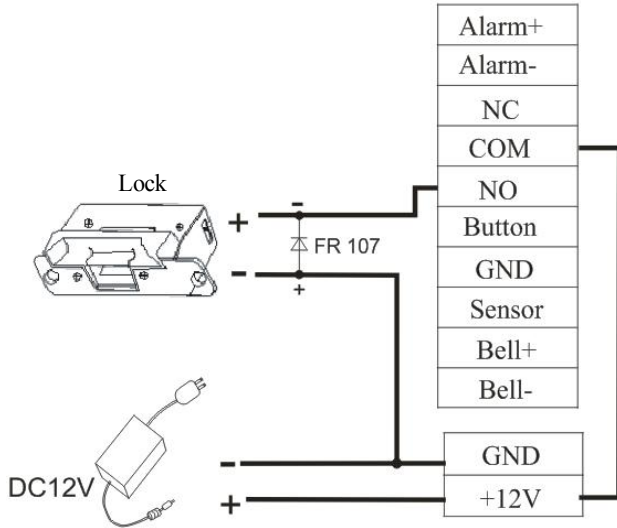 Alarm+
Alarm-
NC
COM
NO
Button
GND
Sensor
Bell+
Bell-
Lock
+
-
-
FR 107
+
DC12V
-
+
GND
+12V